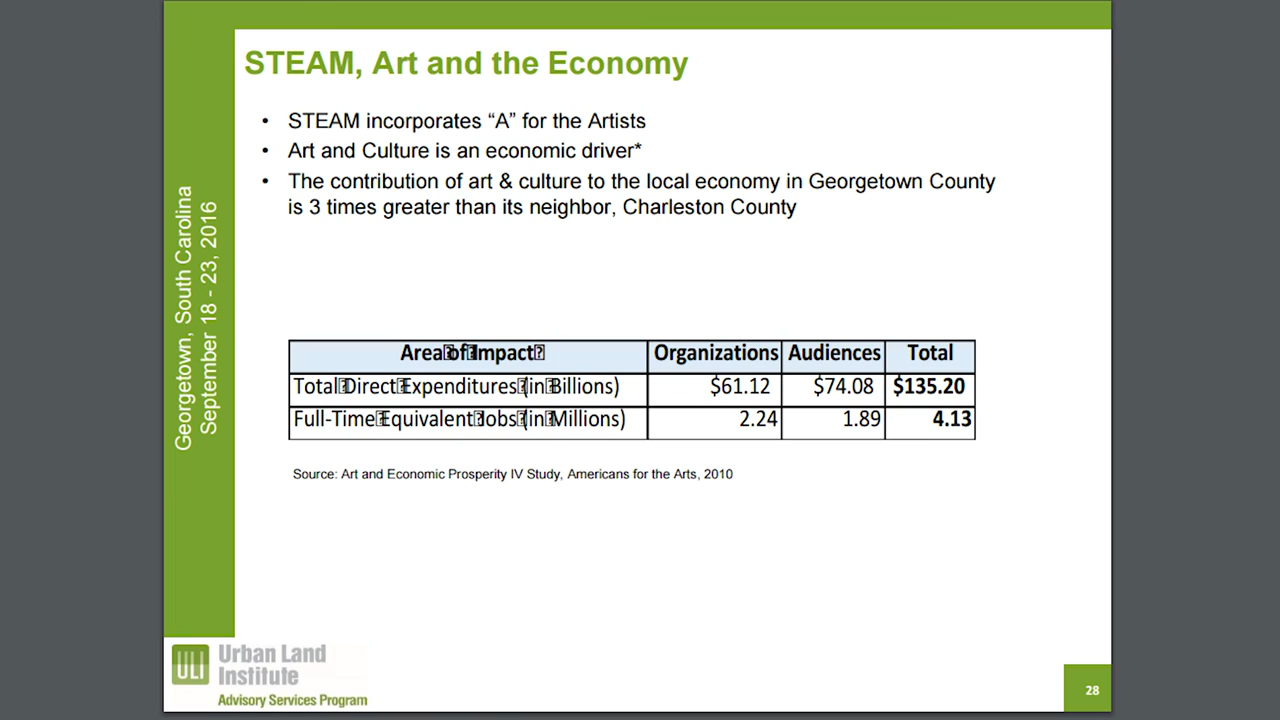 STEAM, Art and the Economy
• STEAM incorporates “A” for the Artists
• Art and Culture is an economic driver*
• The contribution of art & culture to the local economy in Georgetown County
is 3 times greater than its neighbor, Charleston County
Georgetown, South Carolina
September 18 - 23, 2016
Area of Impact Organizations Audiences Total
Total Direct Expenditures (in Billions) $61.12 $74.08 $135.20
Full-Time Equivalent Jobs (in Millions) 2.24 1.89 4.13
Source: Art and Economic Prosperity IV Study, Americans for the Arts, 2010
ULI Urban Land
Institute
Advisory Services Program
28